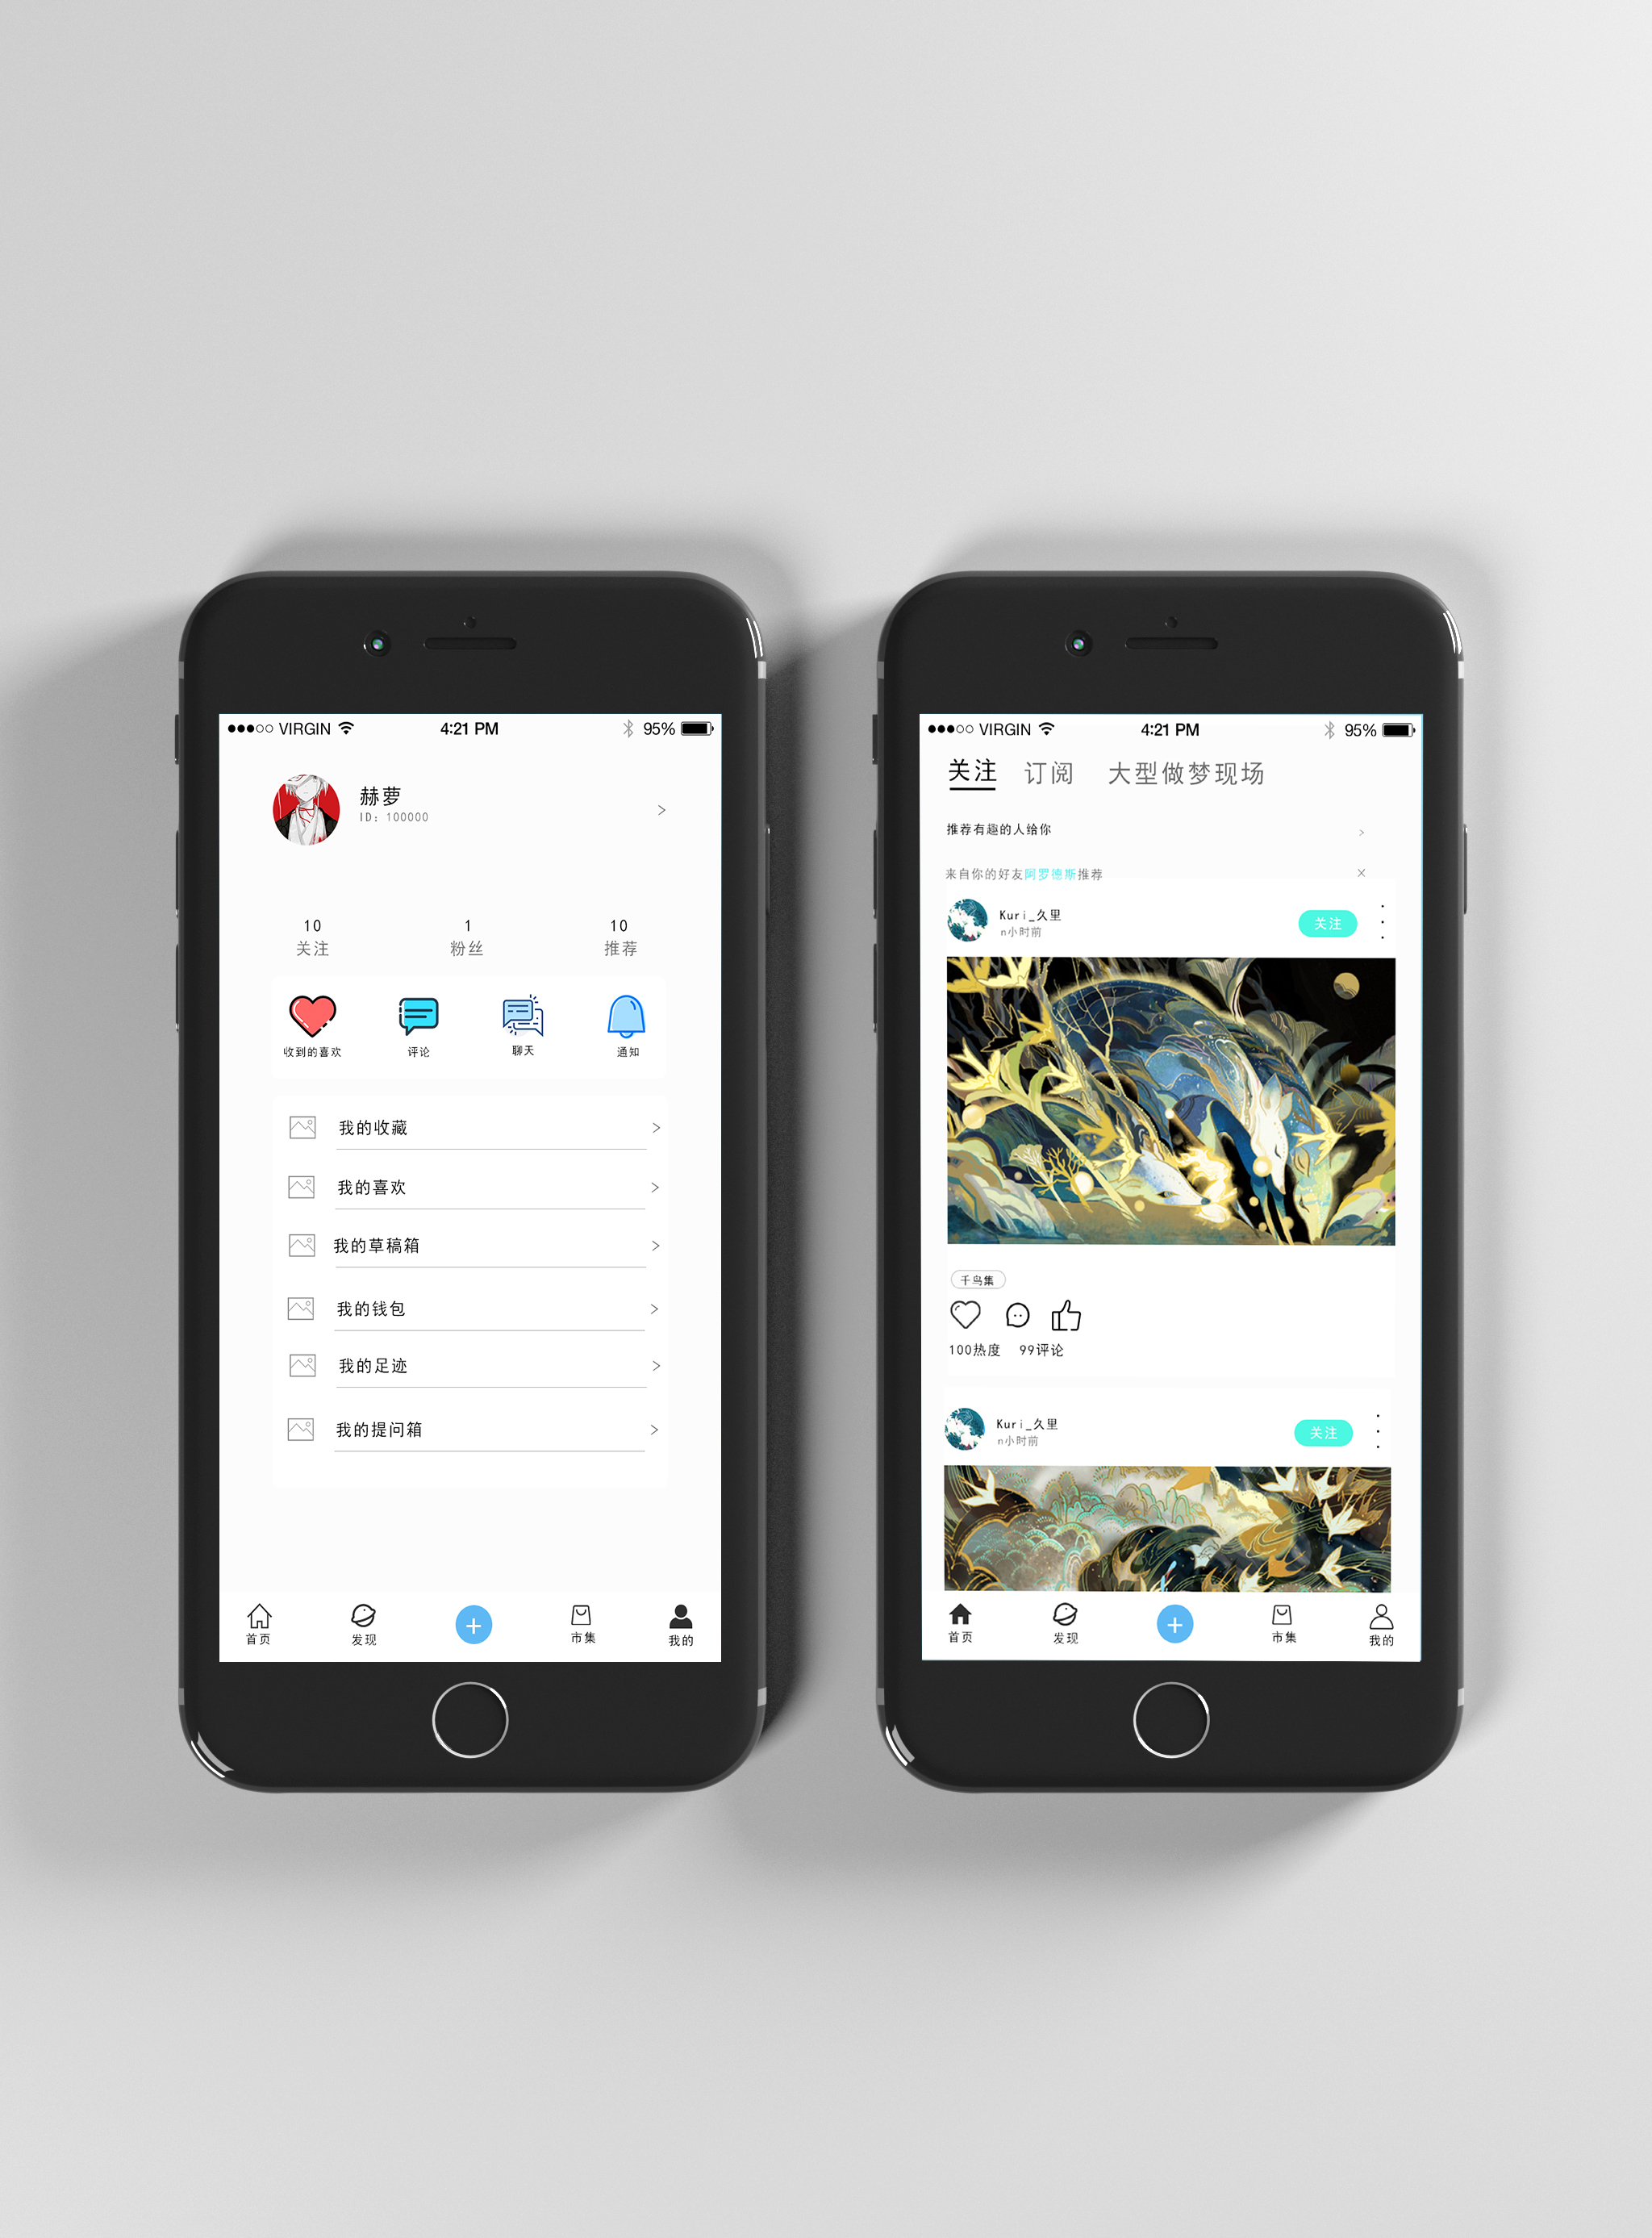 VIRGIN 4:21 PM 95%
赫萝
ID: 100000
10 1 10
关注 粉丝 推荐
收到的喜欢 评论 聊天 通知
我的收藏
我的喜欢
我的草稿箱
我的钱包
我的足迹
我的提问箱
首页 发现 市集 我的
VIRGIN 4:21 PM 95%
关注 订阅 大型做梦现场
推荐有趣的人给你
来自你的好友阿罗德斯推荐
Kuri_久里
n小时前
关注
千鸟集
100热度 99评论
Kuri_久里
n小时前
关注
首页 发现 市集 我的